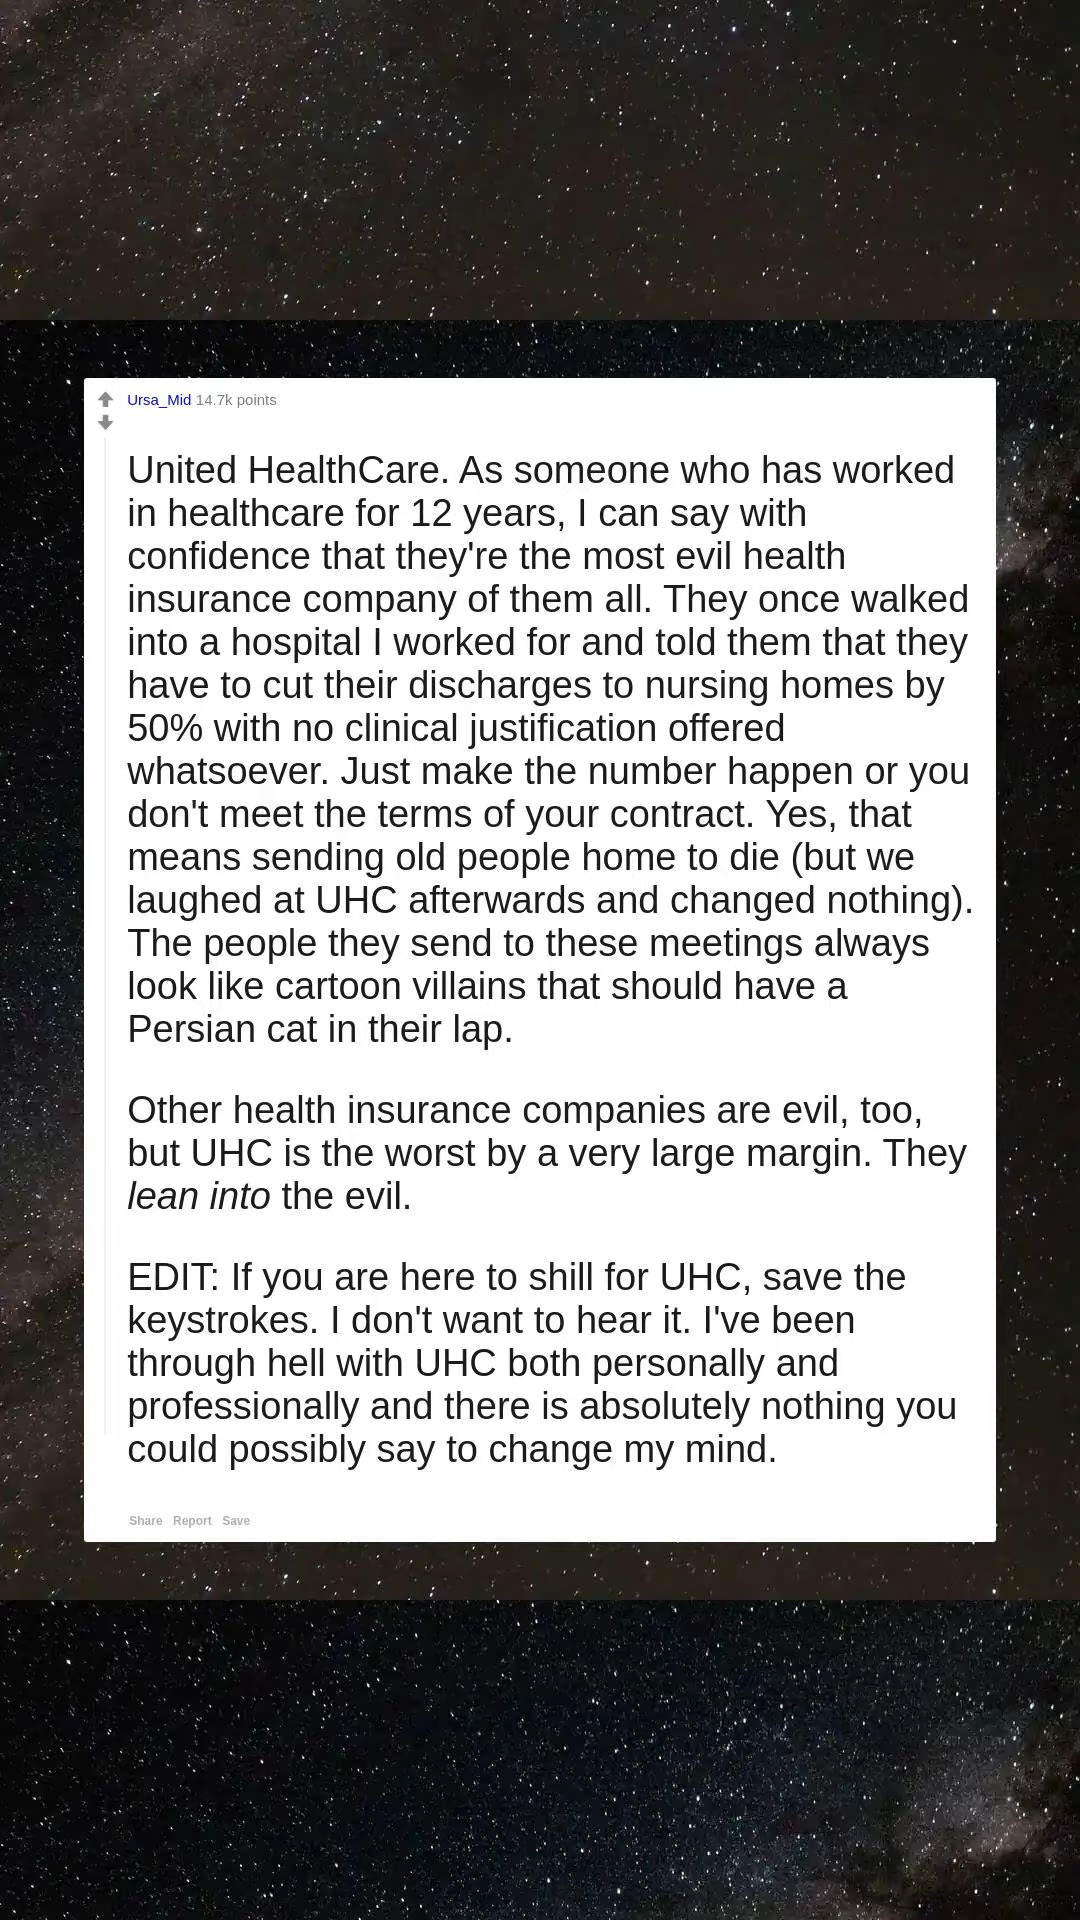 Ursa_Mid 14.7k points
United HealthCare. As someone who has worked
in healthcare for 12 years, I can say with
confidence that they're the most evil health
insurance company of them all. They once walked
into a hospital I worked for and told them that they
have to cut their discharges to nursing homes by
50% with no clinical justification offered
whatsoever. Just make the number happen or you
don't meet the terms of your contract. Yes, that
means sending old people home to die (but we
laughed at UHC afterwards and changed nothing).
The people they send to these meetings always
look like cartoon villains that should have a
Persian cat in their lap.
Other health insurance companies are evil, too,
but UHC is the worst by a very large margin. They
lean into the evil.
EDIT: If you are here to shill for UHC, save the
keystrokes. I don't want to hear it. I've been
through hell with UHC both personally and
professionally and there is absolutely nothing you
could possibly say to change my mind.
Share Report Save